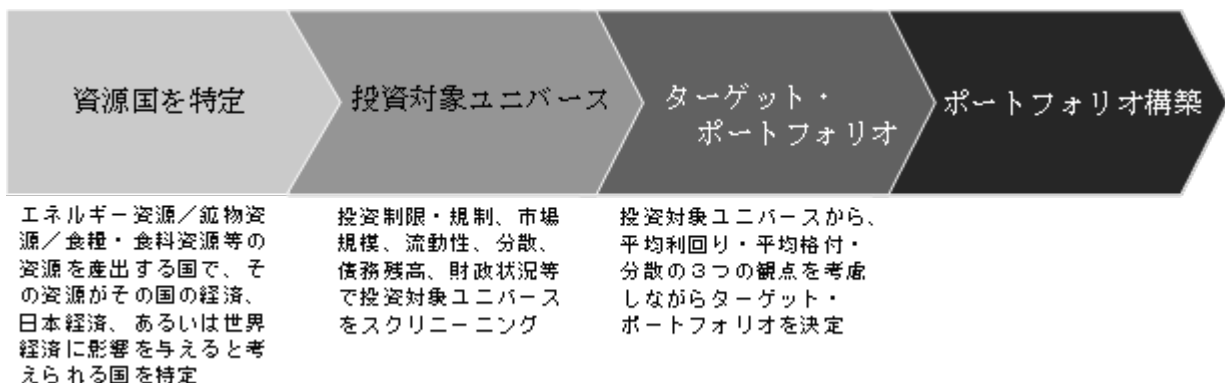 資源国を特定
投資対象ユニバース
ターゲット・
ポートフォリオ
ポートフォリオ構築
エネルギー資源／鉱物資
源／食糧・食料資源等の
資源を産出する国で、そ
の資源がその国の経済、
日本経済、あるいは世界
経済に影響を与えると考
えられる国を特定
投資制限・規制、市場
規模、流動性、分散、
債務残高、財政状況等
で投資対象ユニバース
をスクリーニング
投資対象ユニバースから、
平均利回り・平均格付・
分散の３つの観点を考慮
しながらターゲット・
ポートフォリオを決定